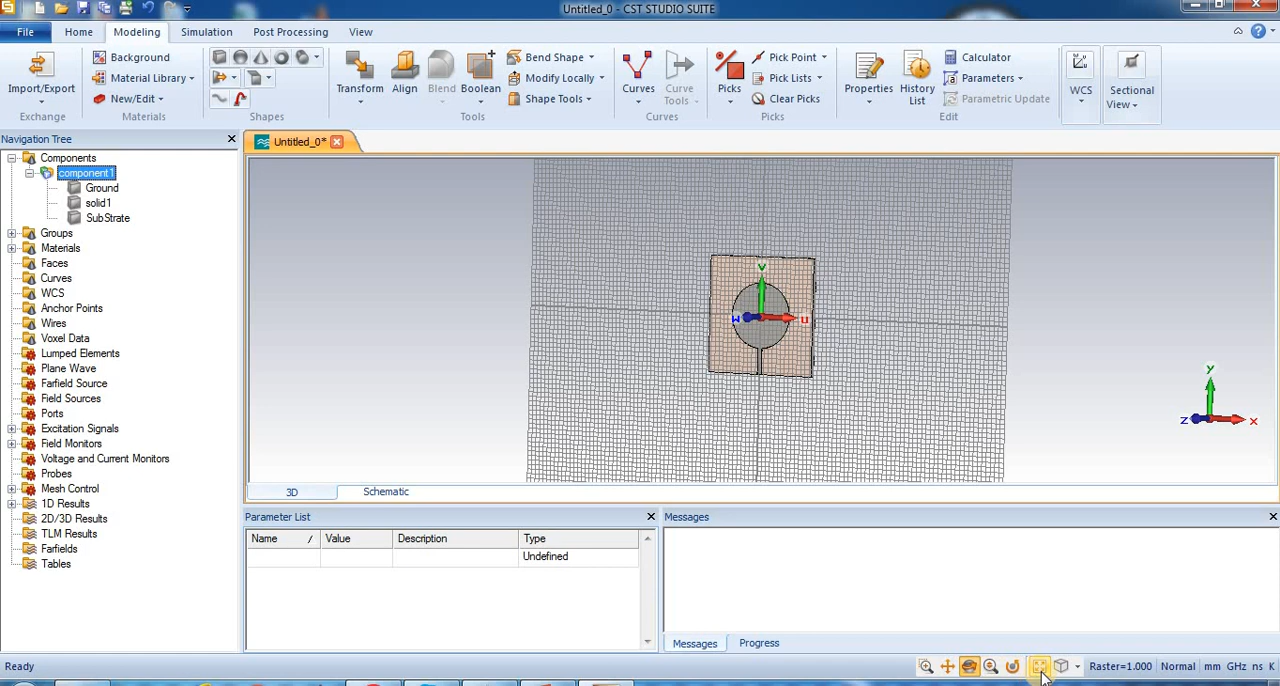 Untitled_0 - CST STUDIO SUITE
File Home Modeling Simulation Post Processing View
Import/Export
Exchange
Background
Material Library
New/Edit
Materials
Shapes
Transform Align Blend Boolean
Bend Shape
Modify Locally
Shape Tools
Tools
Curves Curve Tools
Curves
Picks
Pick Point
Pick Lists
Clear Picks
Picks
Properties History List
Calculator
Parameters
Parametric Update
Edit
WCS
Sectional View
Navigation Tree
Untitled_0*
Components
component1
Ground
solid1
SubStrate
Groups
Materials
Faces
Curves
WCS
Anchor Points
Wires
Voxel Data
Lumped Elements
Plane Wave
Farfield Source
Field Sources
Ports
Excitation Signals
Field Monitors
Voltage and Current Monitors
Probes
Mesh Control
1D Results
2D/3D Results
TLM Results
Farfields
Tables
v
w u
y
z x
3D Schematic
Parameter List
Name / Value Description Type
Undefined
Messages
Messages Progress
Ready
Raster=1.000 Normal mm GHz ns K